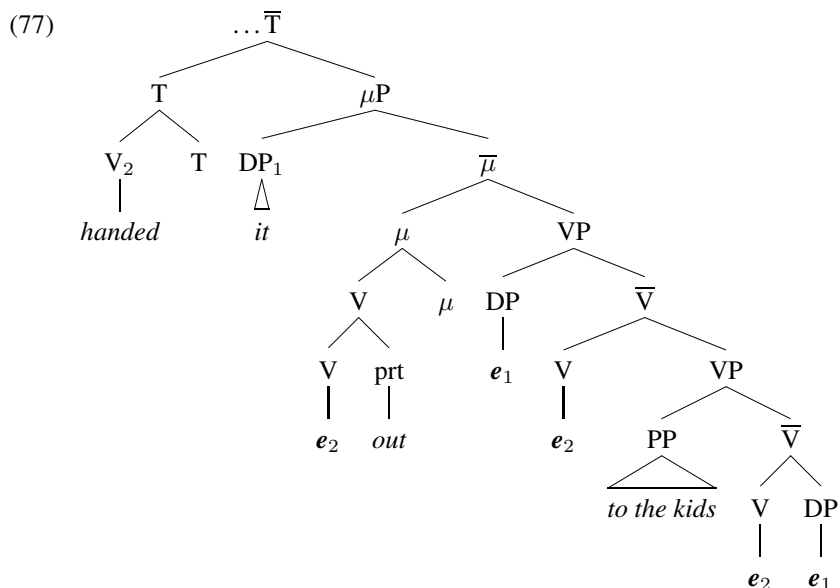 (77) … T̅
T μP
V₂ T DP₁ μ̅
handed it μ VP
V μ DP V̅
V prt e₁ V VP
e₂ out e₂ PP V̅
to the kids V DP
e₂ e₁